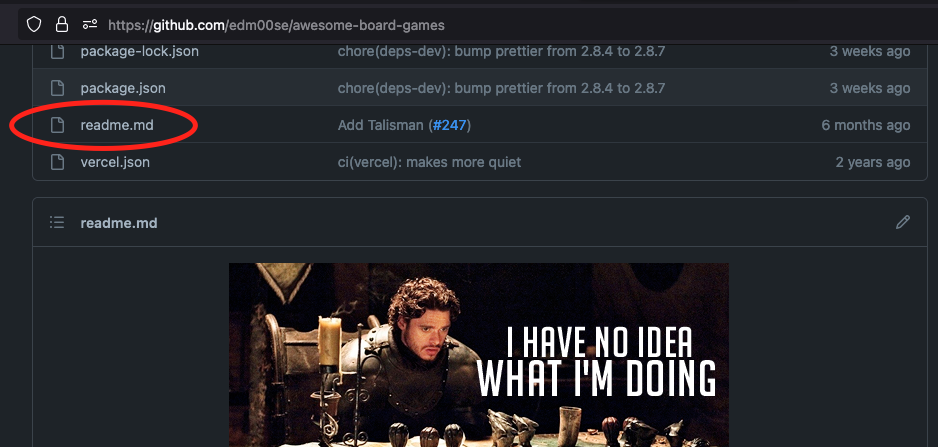 https://github.com/edm00se/awesome-board-games
package-lock.json chore(deps-dev): bump prettier from 2.8.4 to 2.8.7 3 weeks ago
package.json chore(deps-dev): bump prettier from 2.8.4 to 2.8.7 3 weeks ago
readme.md Add Talisman (#247) 6 months ago
vercel.json ci(vercel): makes more quiet 2 years ago
readme.md
I HAVE NO IDEA
WHAT I'M DOING